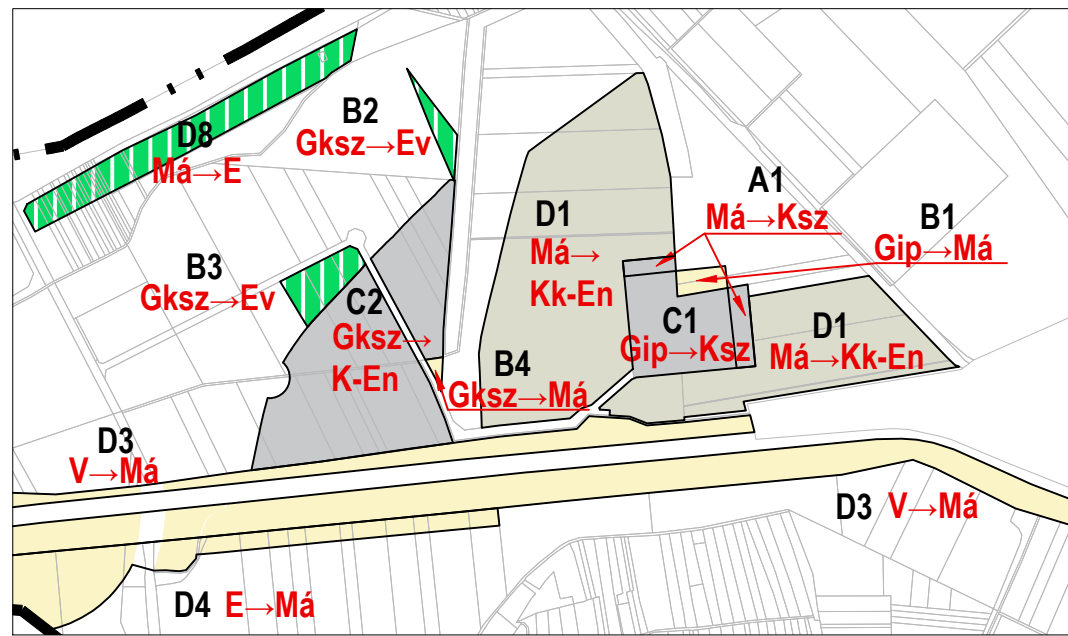 D8
Má→E
B2
Gksz→Ev
A1
Má→Ksz
B1
Gip→Má
D1
Má→
Kk-En
B3
Gksz→Ev
C2
Gksz→
K-En
C1
Gip→Ksz
D1
Má→Kk-En
B4
Gksz→Má
D3
V→Má
D3 V→Má
D4 E→Má